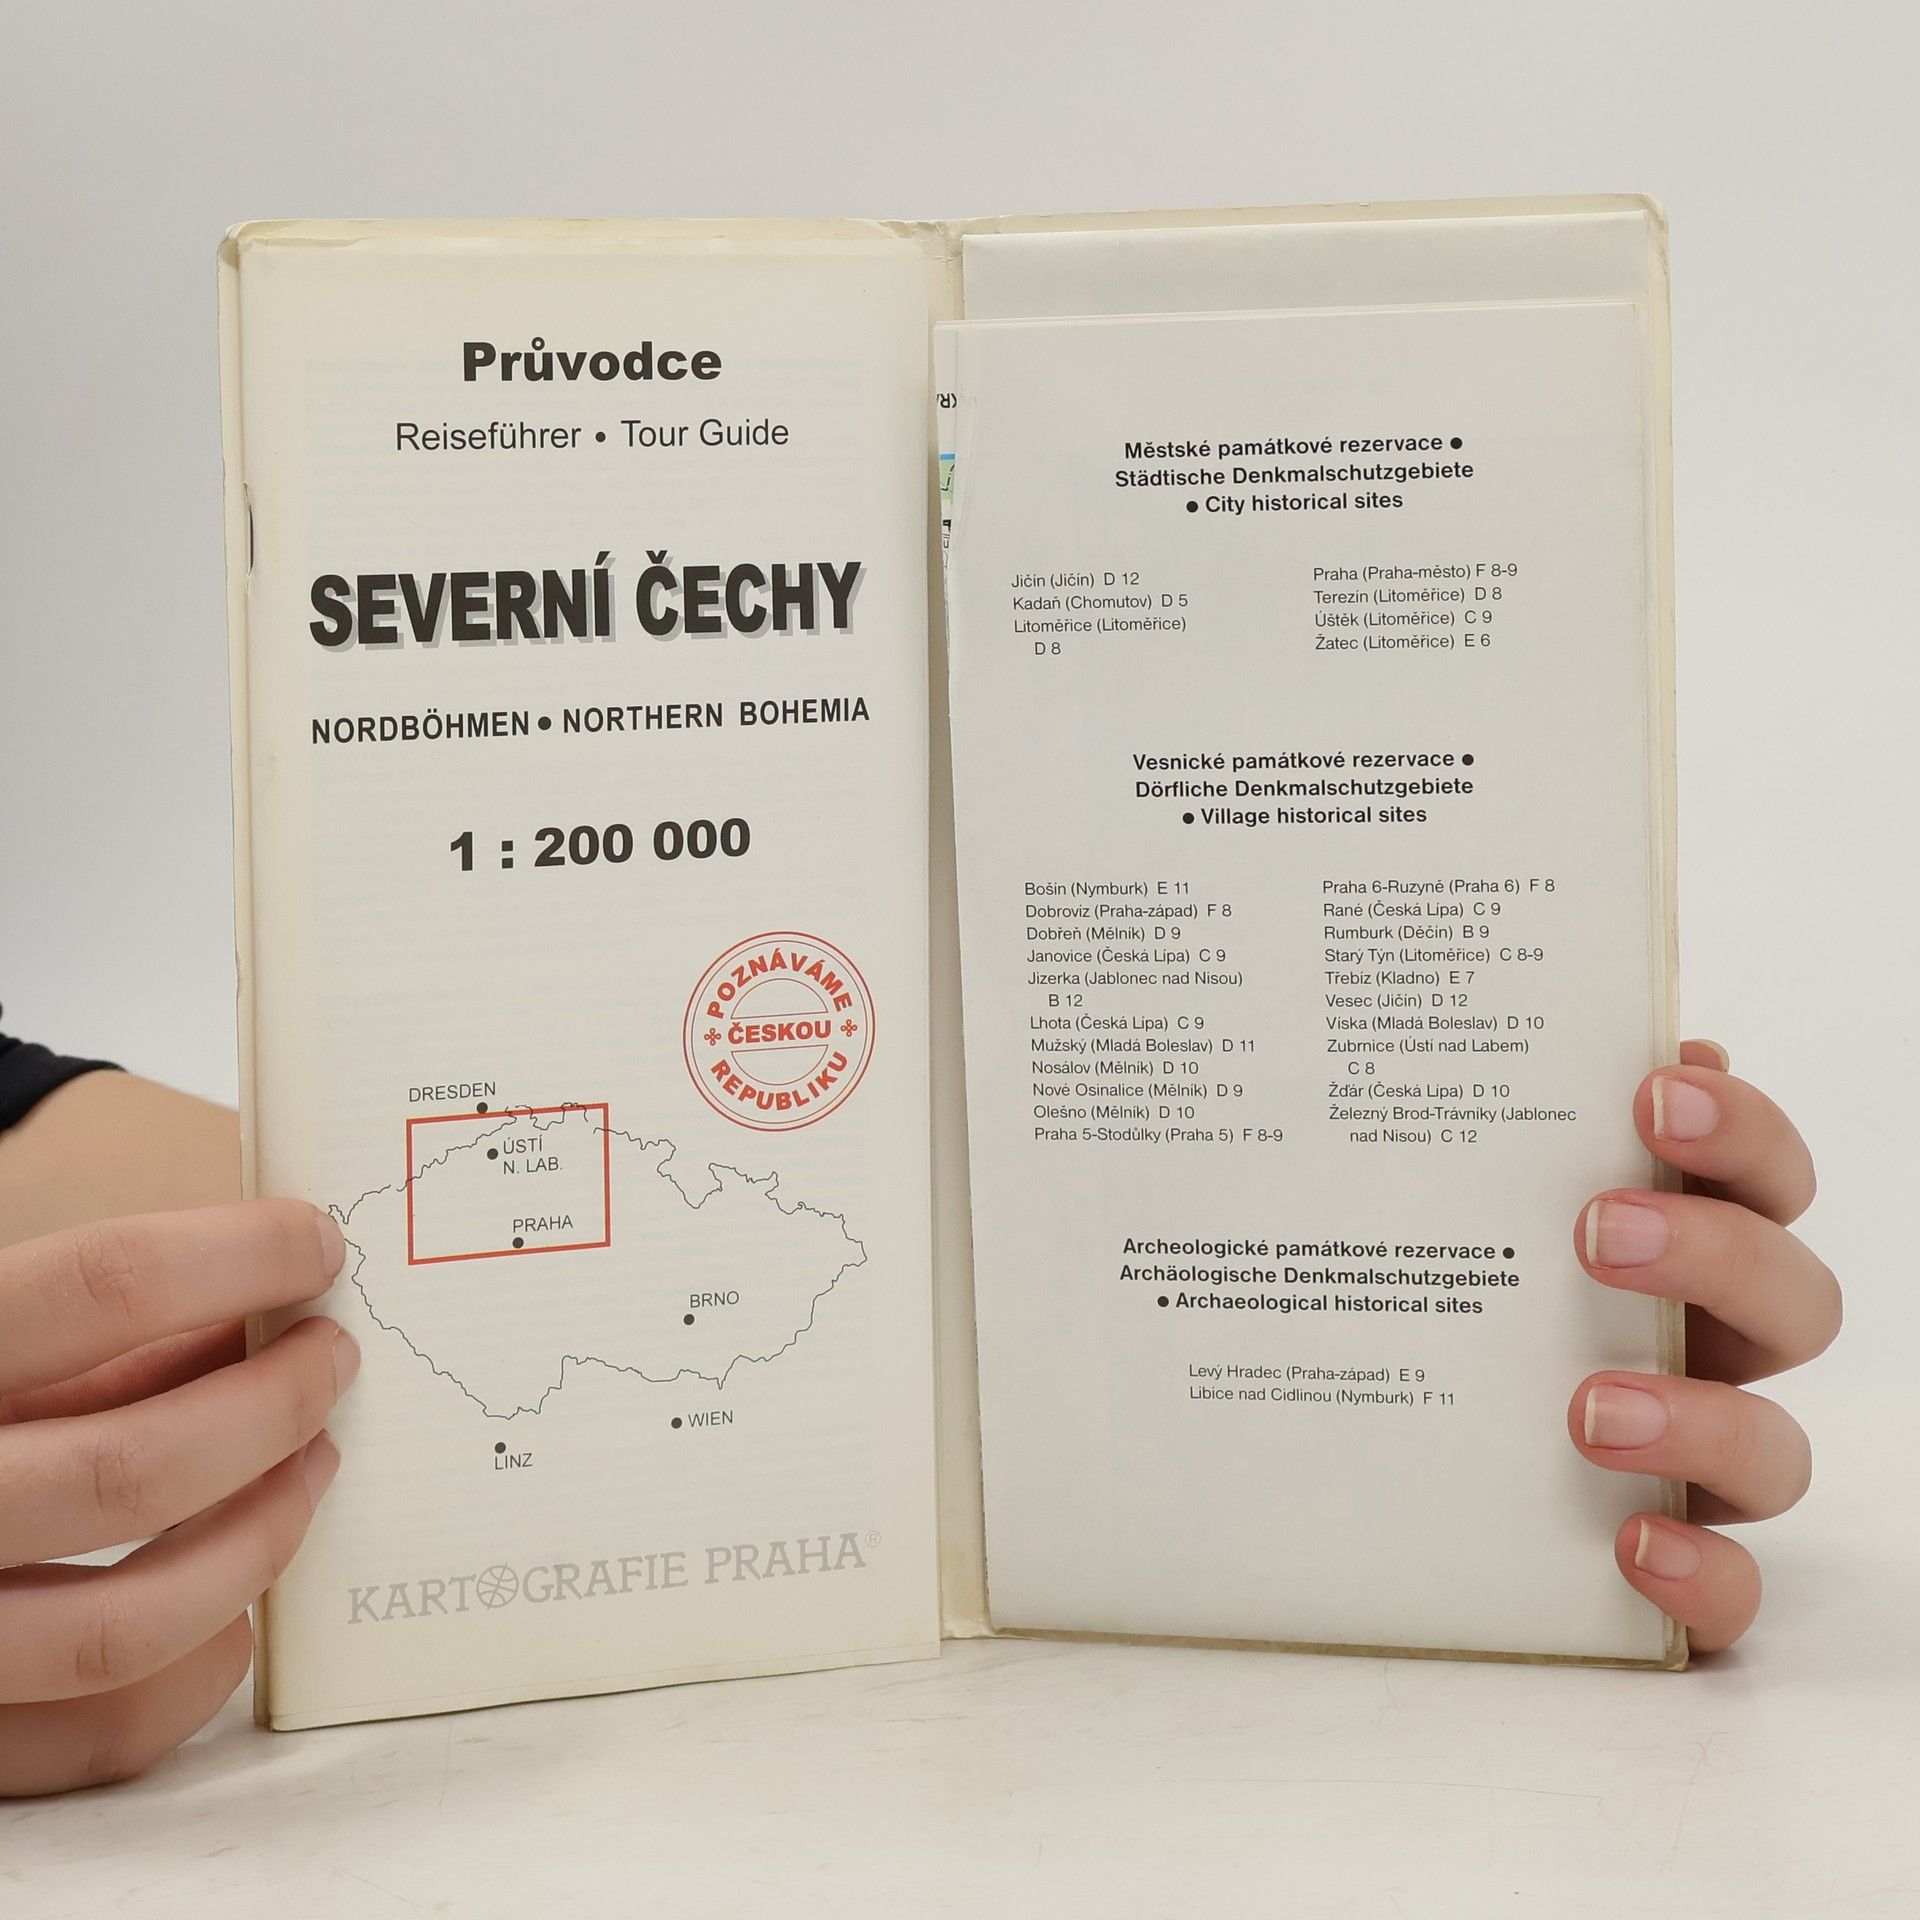 Průvodce
Reiseführer • Tour Guide
SEVERNÍ ČECHY
NORDBÖHMEN • NORTHERN BOHEMIA
1 : 200 000
POZNÁVÁME
ČESKOU
REPUBLIKU
DRESDEN
ÚSTÍ
N. LAB.
PRAHA
BRNO
WIEN
LINZ
KARTOGRAFIE PRAHA®
Městské památkové rezervace ●
Städtische Denkmalschutzgebiete
● City historical sites
Jičín (Jičín) D 12
Kadaň (Chomutov) D 5
Litoměřice (Litoměřice)
D 8
Praha (Praha-město) F 8-9
Terezín (Litoměřice) D 8
Úštěk (Litoměřice) C 9
Žatec (Litoměřice) E 6
Vesnické památkové rezervace ●
Dörfliche Denkmalschutzgebiete
● Village historical sites
Bošín (Nymburk) E 11
Dobrovíz (Praha-západ) F 8
Dobřeň (Mělník) D 9
Janovice (Česká Lípa) C 9
Jizerka (Jablonec nad Nisou)
B 12
Lhota (Česká Lípa) C 9
Mužský (Mladá Boleslav) D 11
Nosálov (Mělník) D 10
Nové Osinalice (Mělník) D 9
Olešno (Mělník) D 10
Praha 5-Stodůlky (Praha 5) F 8-9
Praha 6-Ruzyně (Praha 6) F 8
Rané (Česká Lípa) C 9
Rumburk (Děčín) B 9
Starý Týn (Litoměřice) C 8-9
Třebíz (Kladno) E 7
Vesec (Jičín) D 12
Víska (Mladá Boleslav) D 10
Zubrnice (Ústí nad Labem)
C 8
Žďár (Česká Lípa) D 10
Železný Brod-Trávníky (Jablonec
nad Nisou) C 12
Archeologické památkové rezervace ●
Archäologische Denkmalschutzgebiete
● Archaeological historical sites
Levý Hradec (Praha-západ) E 9
Libice nad Cidlinou (Nymburk) F 11